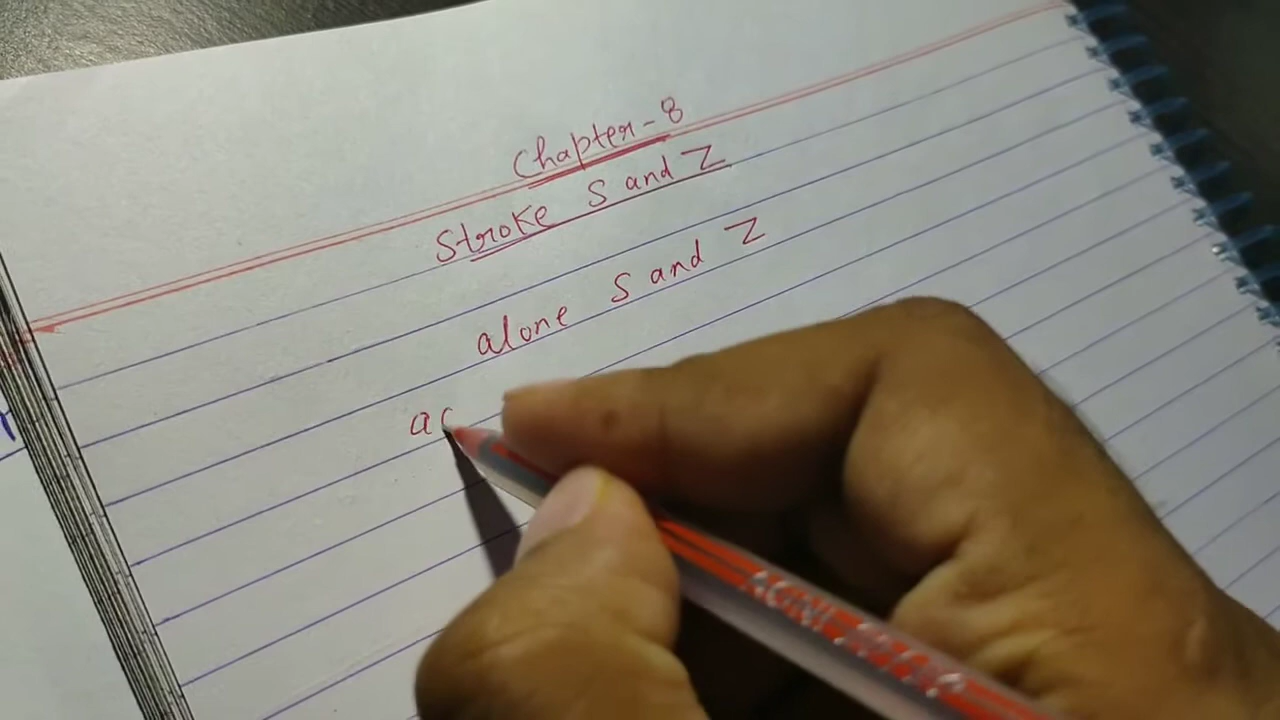 Chapter - 8
Stroke S and Z
alone S and Z
ac